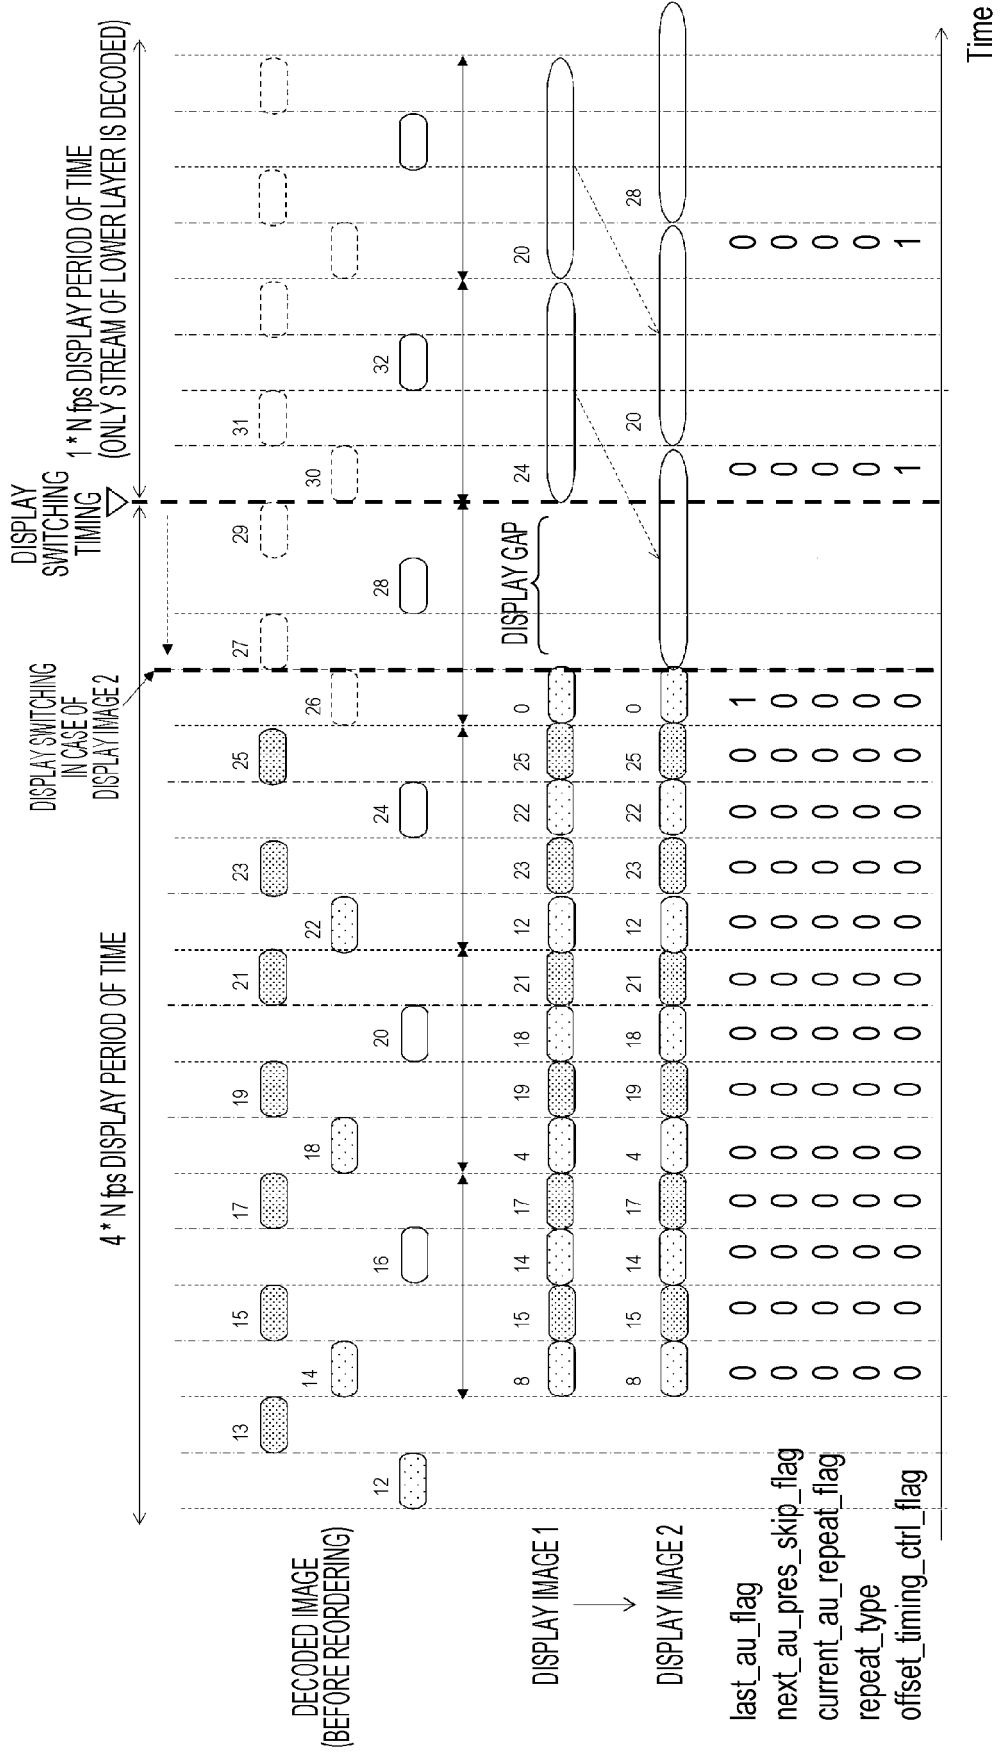 4 * N fps DISPLAY PERIOD OF TIME
DISPLAY SWITCHING
IN CASE OF
DISPLAY IMAGE 2
DISPLAY
SWITCHING
TIMING
1 * N fps DISPLAY PERIOD OF TIME
(ONLY STREAM OF LOWER LAYER IS DECODED)
DECODED IMAGE
(BEFORE REORDERING)
13 15 17 19 21 23 25 27 29 31
14 18 22 26 30
12 16 20 24 28 32
DISPLAY GAP
DISPLAY IMAGE 1
8 15 14 17 4 19 18 21 12 23 22 25 0 24 20
DISPLAY IMAGE 2
8 15 14 17 4 19 18 21 12 23 22 25 0 20 28
last_au_flag 0 0 0 0 0 0 0 0 0 0 0 0 1 0 0
next_au_pres_skip_flag 0 0 0 0 0 0 0 0 0 0 0 0 0 0 0
current_au_repeat_flag 0 0 0 0 0 0 0 0 0 0 0 0 0 0 0
repeat_type 0 0 0 0 0 0 0 0 0 0 0 0 0 0 0
offset_timing_ctrl_flag 0 0 0 0 0 0 0 0 0 0 0 0 0 1 1
Time